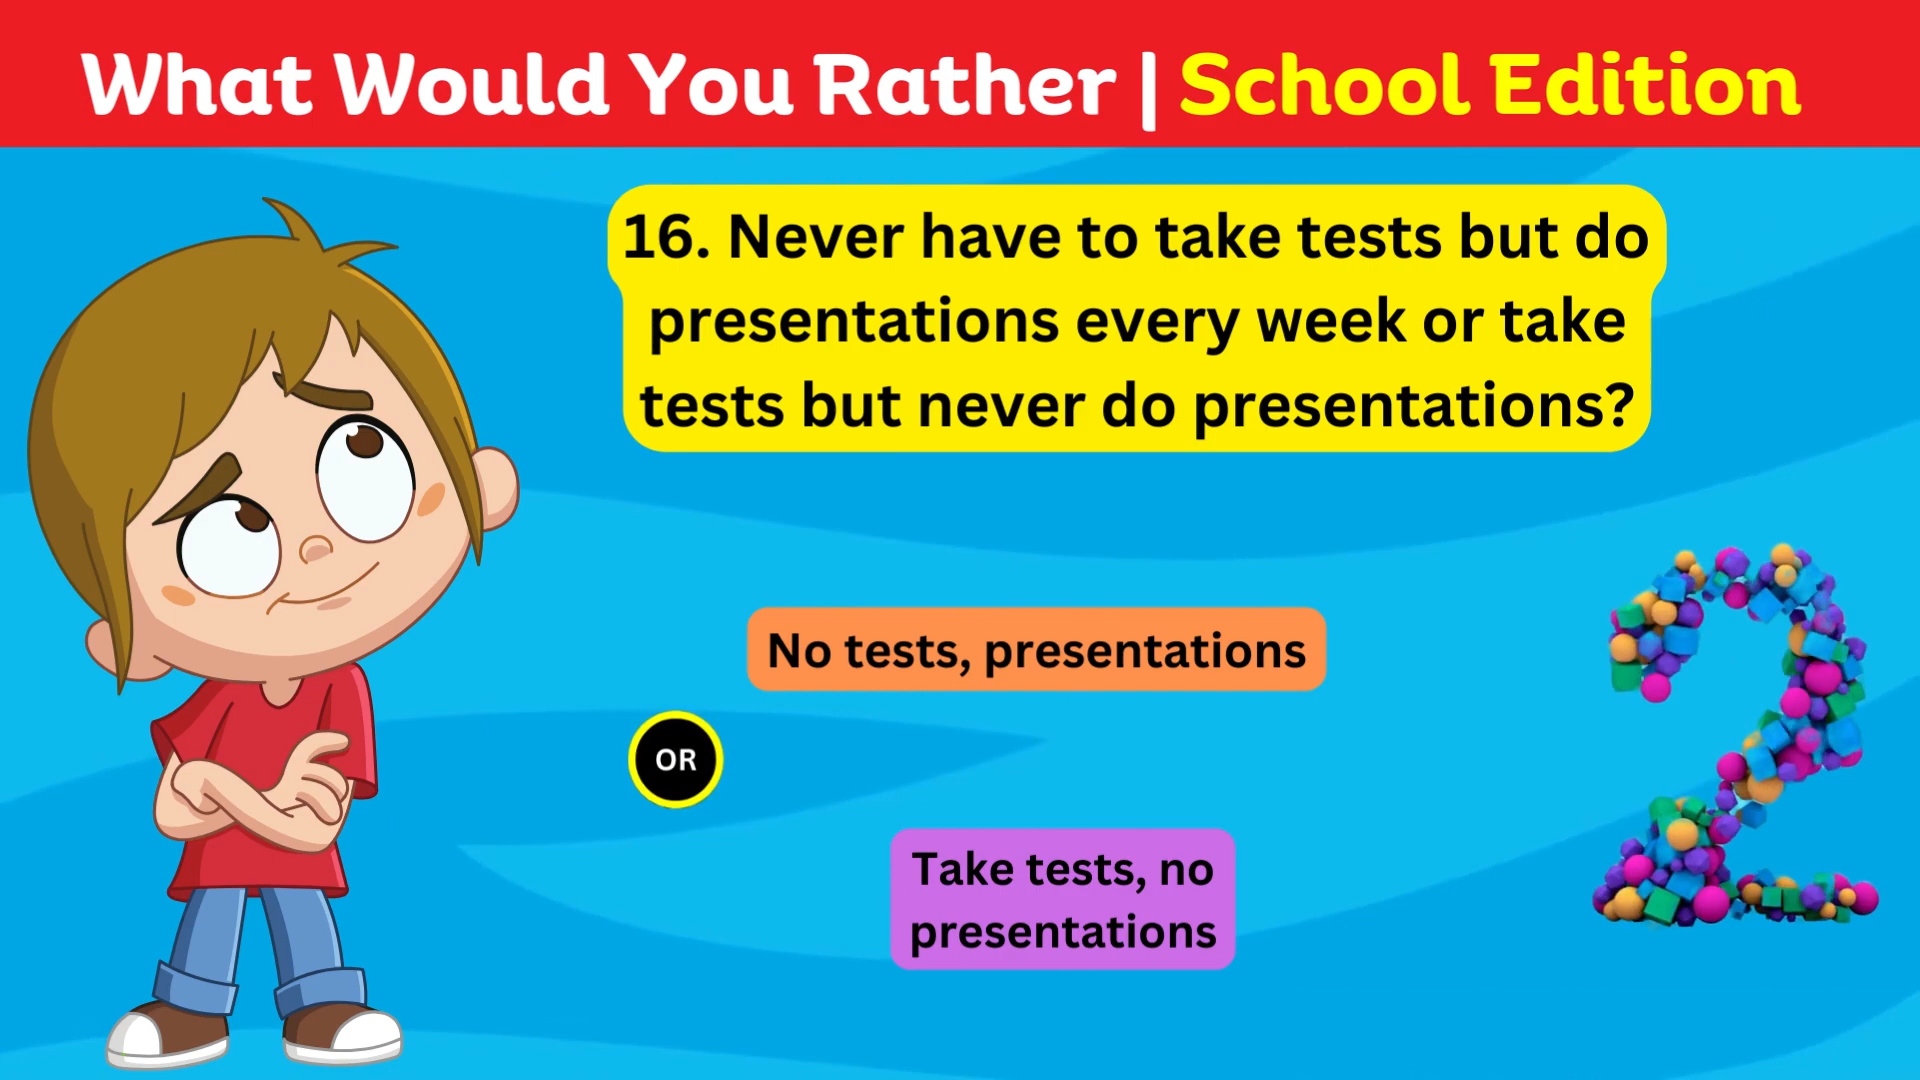 What Would You Rather | School Edition
16. Never have to take tests but do
presentations every week or take
tests but never do presentations?
No tests, presentations
OR
Take tests, no
presentations
2